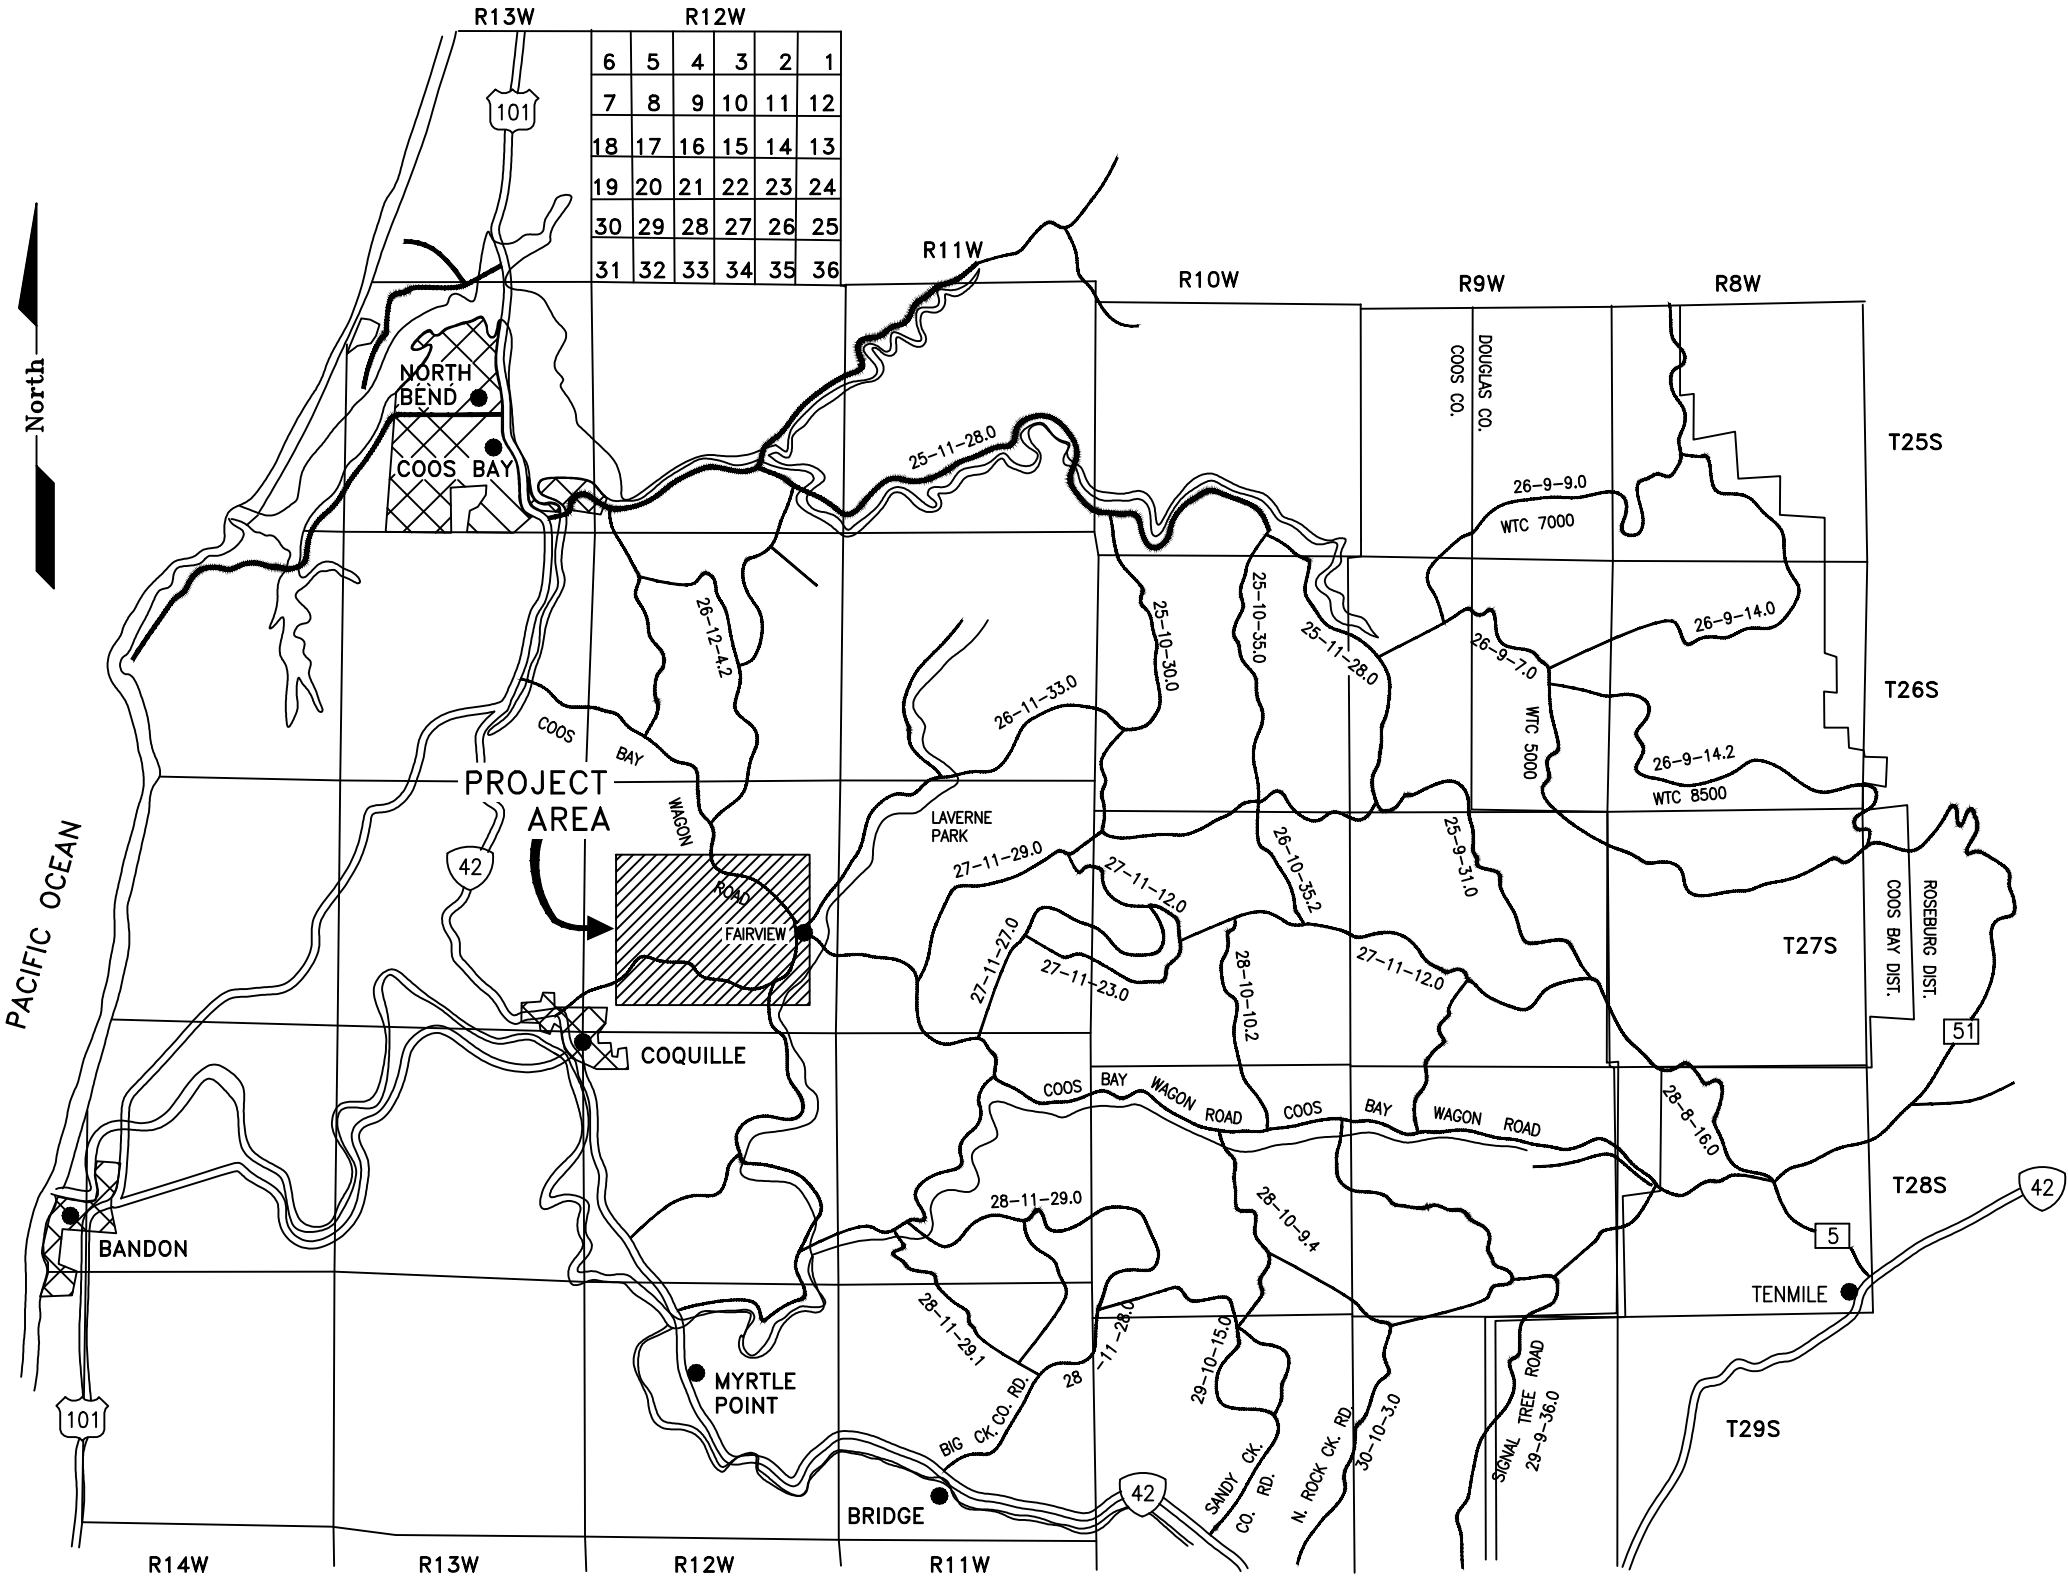 R13W
R12W
6 5 4 3 2 1
7 8 9 10 11 12
18 17 16 15 14 13
19 20 21 22 23 24
30 29 28 27 26 25
31 32 33 34 35 36
101
R11W
R10W
R9W
R8W
North
NORTH
BEND
COOS BAY
25-11-28.0
DOUGLAS CO.
COOS CO.
T25S
26-9-9.0
WTC 7000
26-12-4.2
25-10-30.0
25-10-35.0
25-11-28.0
26-9-7.0
26-9-14.0
T26S
26-11-33.0
COOS
BAY
WAGON
ROAD
WTC 5000
26-9-14.2
WTC 8500
PROJECT
AREA
LAVERNE
PARK
42
PACIFIC OCEAN
27-11-29.0
27-11-12.0
26-10-35.2
25-9-31.0
FAIRVIEW
27-11-27.0
27-11-23.0
28-10-10.2
27-11-12.0
T27S
COOS BAY DIST.
ROSEBURG DIST.
51
COQUILLE
COOS BAY WAGON ROAD
COOS BAY WAGON ROAD
28-8-16.0
28-11-29.0
28-10-9.4
T28S
42
5
BANDON
TENMILE
28-11-29.1
28-11-28.0
29-10-15.0
MYRTLE
POINT
BIG CK. CO. RD.
SANDY CK.
CO. RD.
N. ROCK CK. RD.
30-10-3.0
SIGNAL TREE ROAD
29-9-36.0
T29S
101
42
BRIDGE
R14W
R13W
R12W
R11W